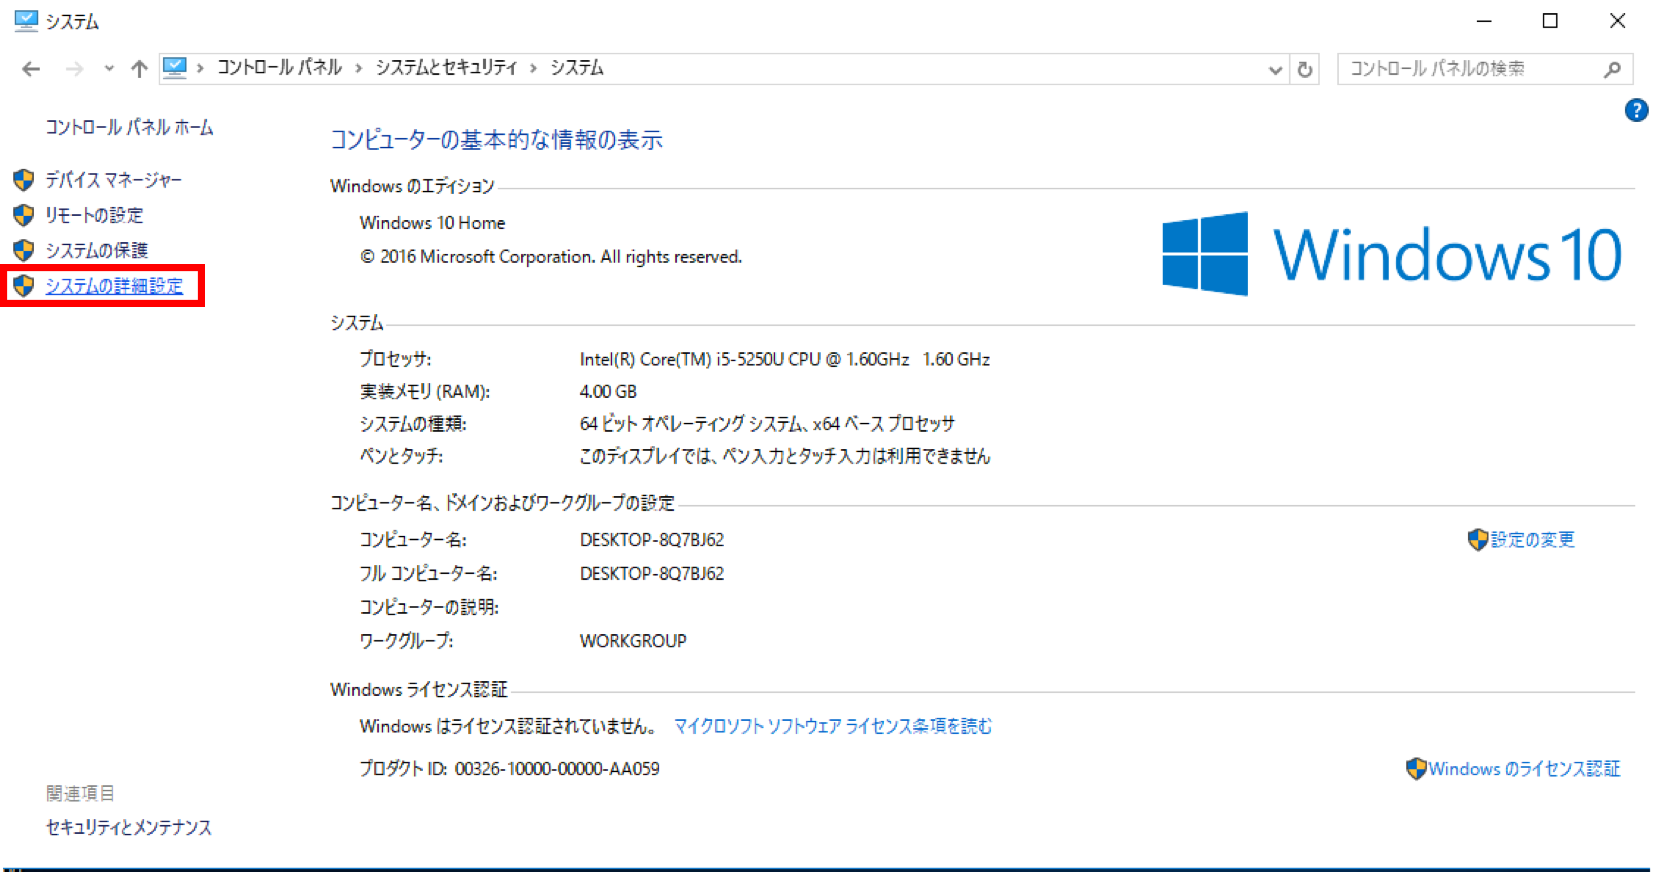 システム
コントロール パネル › システムとセキュリティ › システム
コントロール パネルの検索
?
コントロール パネル ホーム
デバイス マネージャー
リモートの設定
システムの保護
システムの詳細設定
コンピューターの基本的な情報の表示
Windows のエディション
Windows 10 Home
© 2016 Microsoft Corporation. All rights reserved.
Windows 10
システム
プロセッサ: Intel(R) Core(TM) i5-5250U CPU @ 1.60GHz 1.60 GHz
実装メモリ (RAM): 4.00 GB
システムの種類: 64 ビット オペレーティング システム、x64 ベース プロセッサ
ペンとタッチ: このディスプレイでは、ペン入力とタッチ入力は利用できません
コンピューター名、ドメインおよびワークグループの設定
コンピューター名: DESKTOP-8Q7BJ62
設定の変更
フル コンピューター名: DESKTOP-8Q7BJ62
コンピューターの説明:
ワークグループ: WORKGROUP
Windows ライセンス認証
Windows はライセンス認証されていません。 マイクロソフト ソフトウェア ライセンス条項を読む
プロダクト ID: 00326-10000-00000-AA059
Windows のライセンス認証
関連項目
セキュリティとメンテナンス